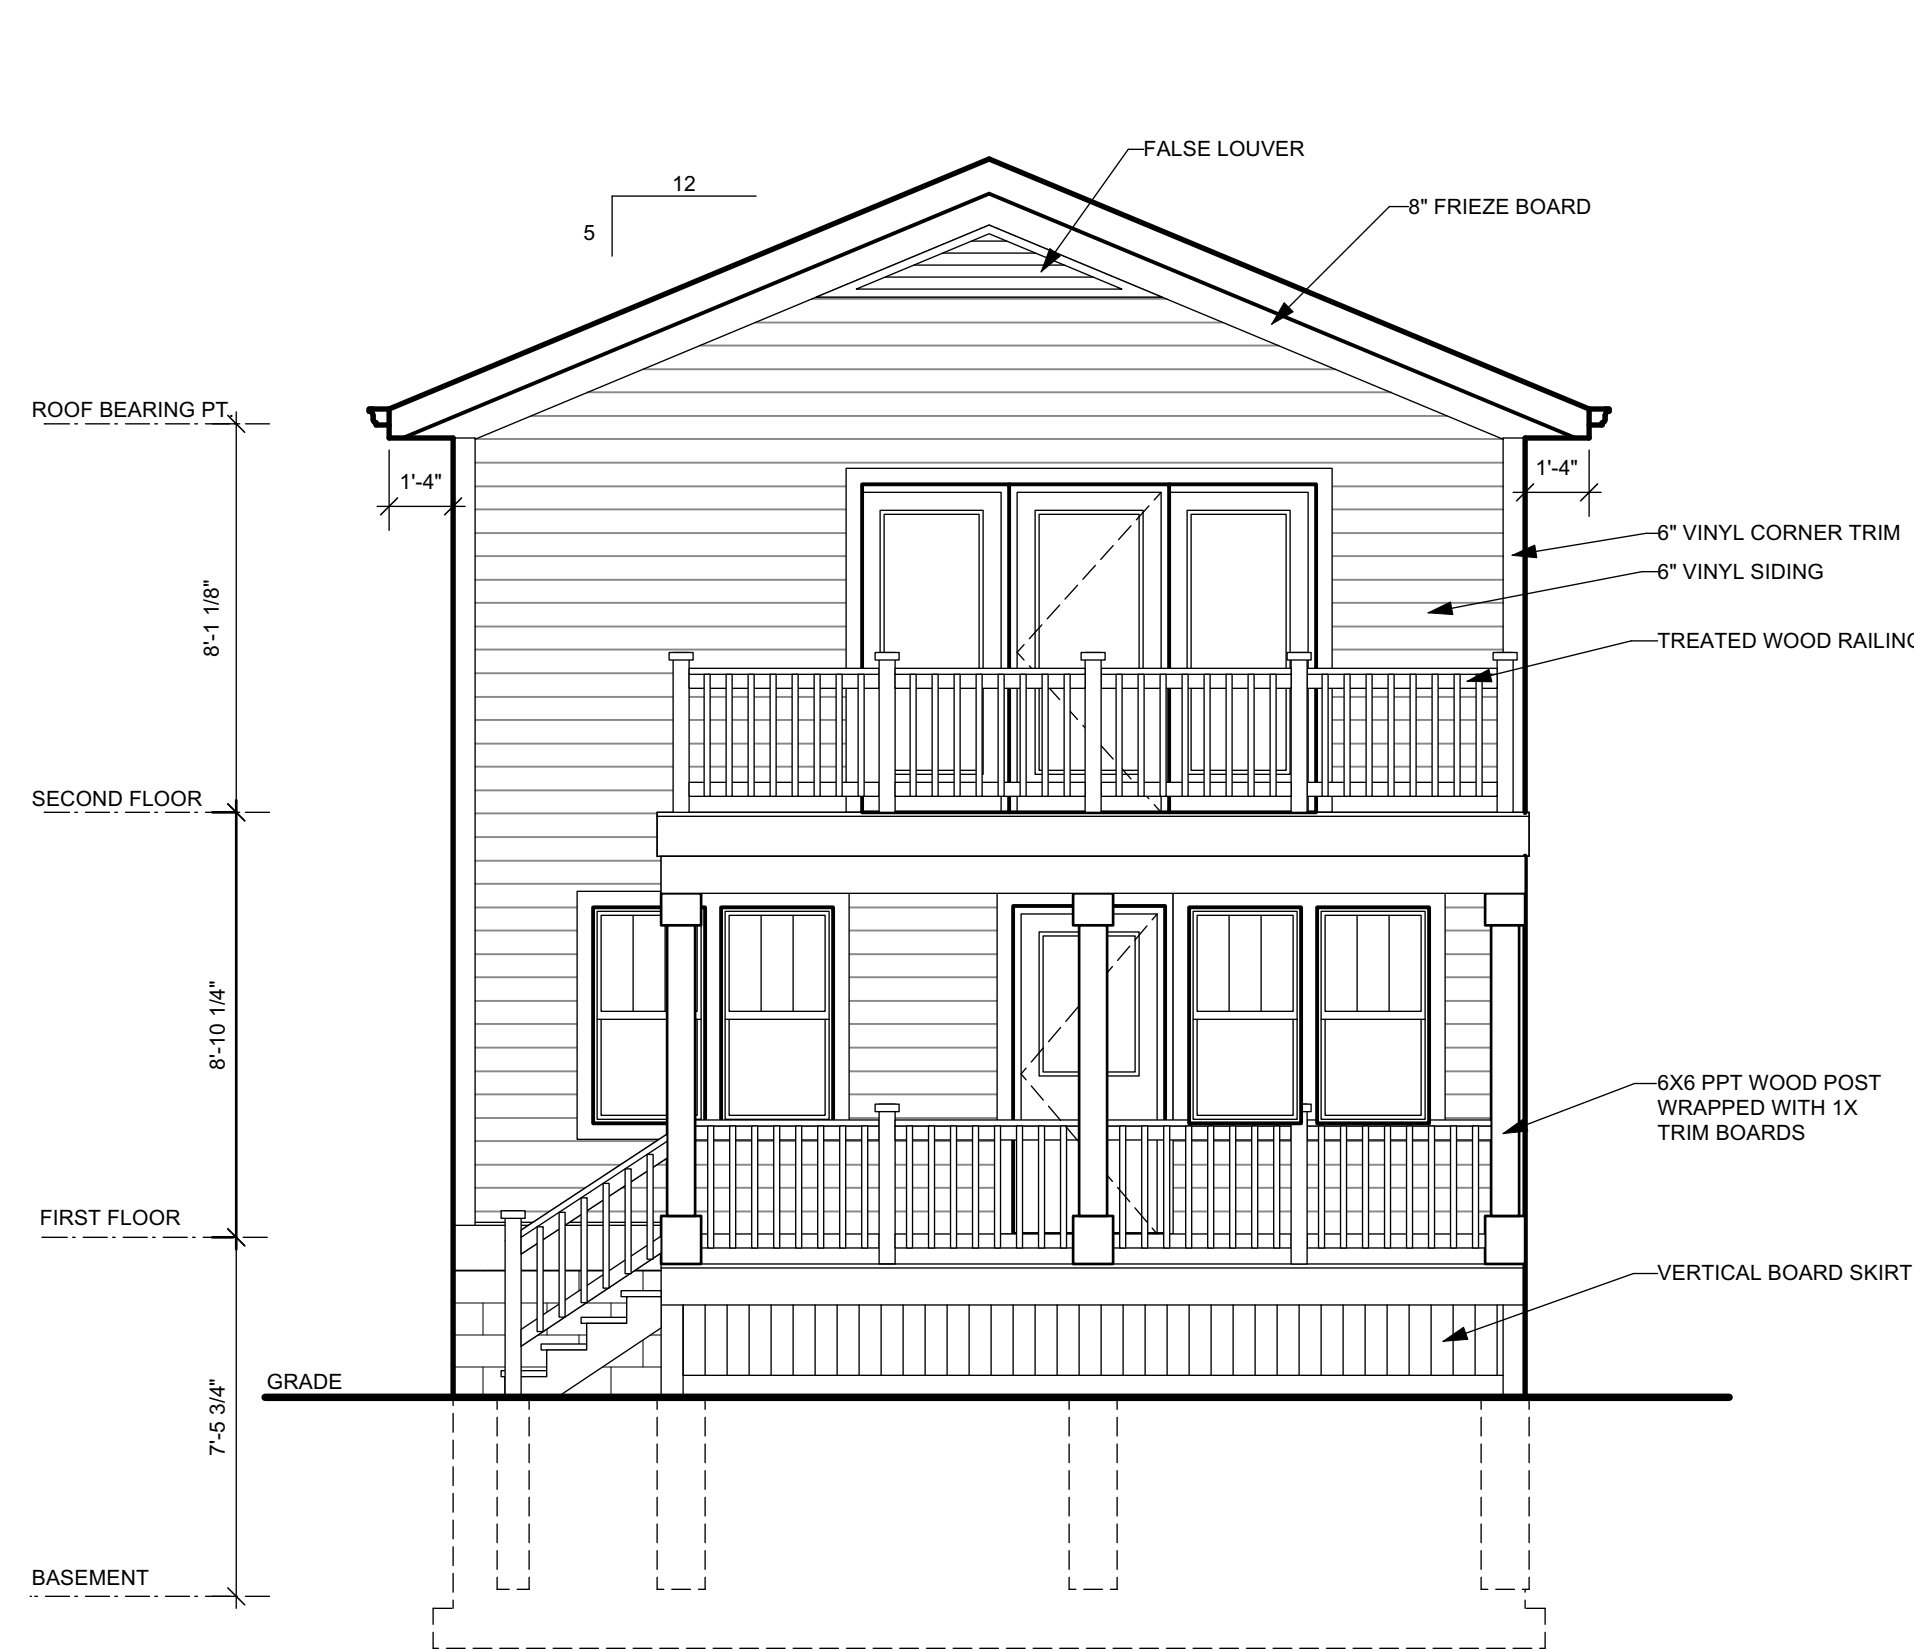 FALSE LOUVER
12
8" FRIEZE BOARD
5
ROOF BEARING PT.
1'-4"
1'-4"
6" VINYL CORNER TRIM
6" VINYL SIDING
8'-1 1/8"
TREATED WOOD RAILING
SECOND FLOOR
8'-10 1/4"
6X6 PPT WOOD POST
WRAPPED WITH 1X
TRIM BOARDS
FIRST FLOOR
VERTICAL BOARD SKIRT
GRADE
7'-5 3/4"
BASEMENT